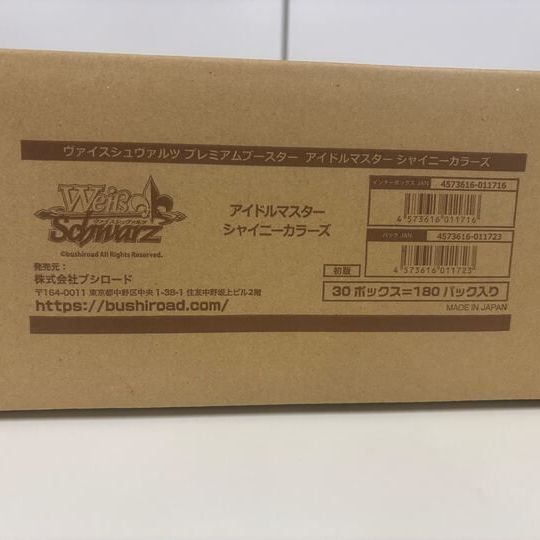 ヴァイスシュヴァルツ プレミアムブースター アイドルマスター シャイニーカラーズ
Weiß
Schwarz
ヴァイスシュヴァルツ
©bushiroad All Rights Reserved.
アイドルマスター
シャイニーカラーズ
インナーボックス JAN 4573616-011716
4 573616 011716
パック JAN 4573616-011723
4 573616 011723
発売元：
株式会社ブシロード
〒164-0011 東京都中野区中央 1-38-1 住友中野坂上ビル2階
https://bushiroad.com/
初版
30 ボックス=180 パック入り
MADE IN JAPAN